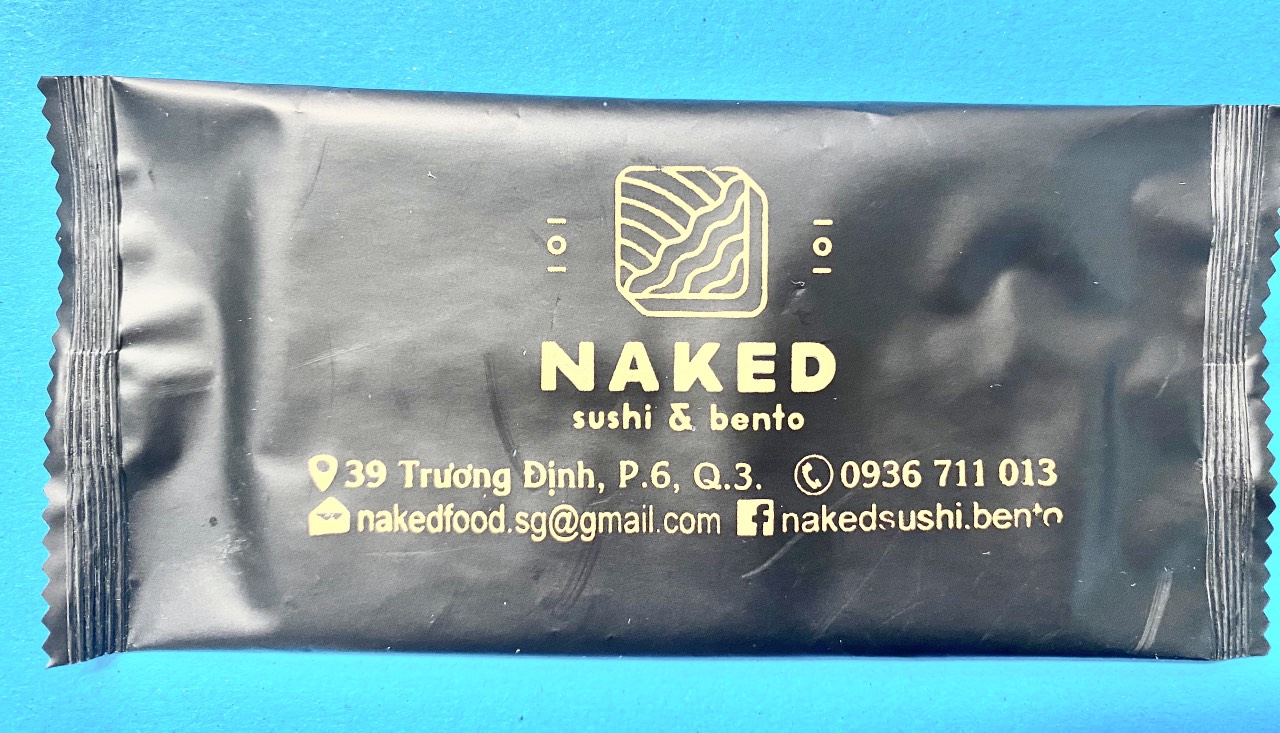 NAKED
sushi & bento
39 Trương Định, P.6, Q.3. 0936 711 013
nakedfood.sg@gmail.com nakedsushi.bento